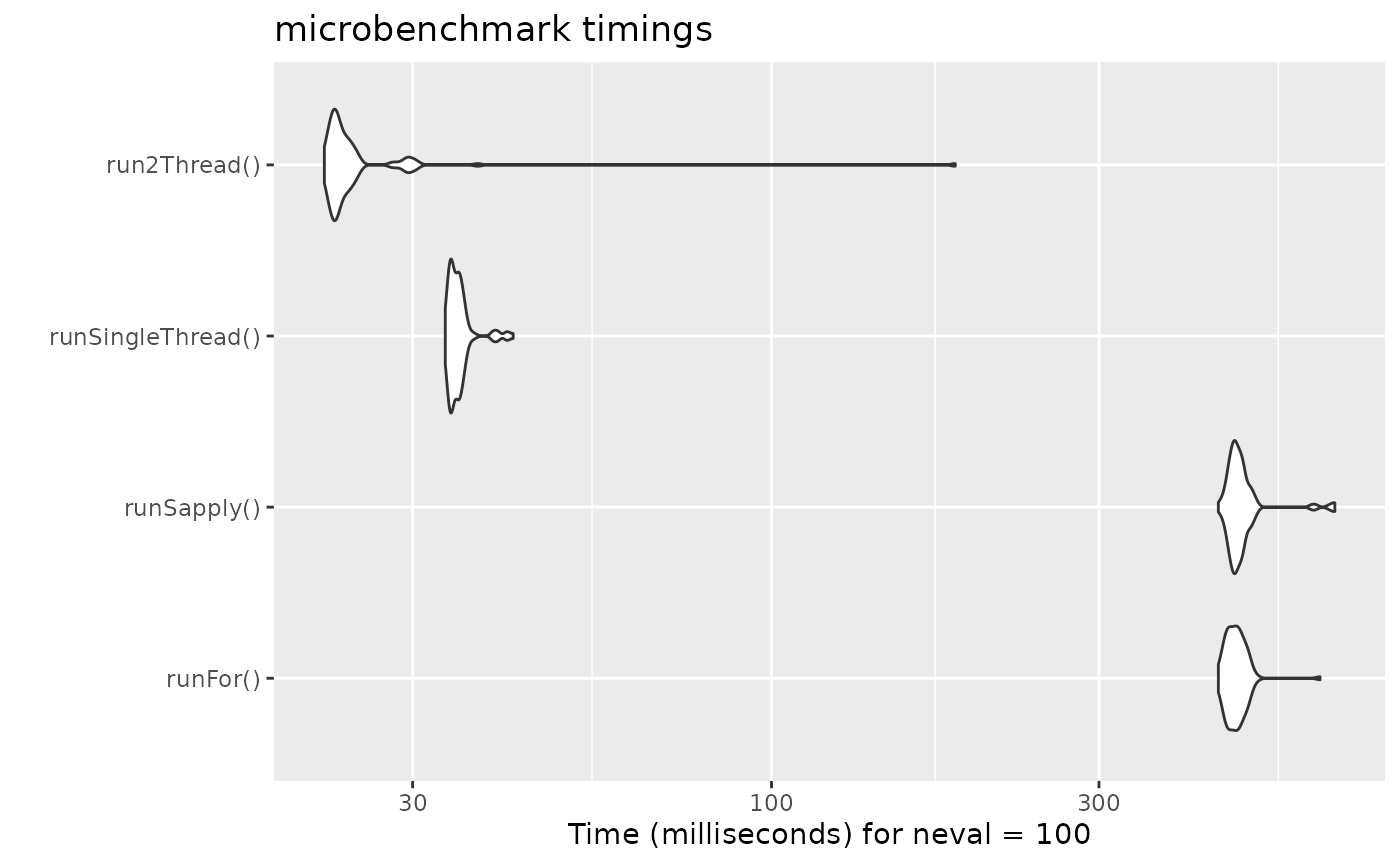 microbenchmark timings
run2Thread()
runSingleThread()
runSapply()
runFor()
30 100 300
Time (milliseconds) for neval = 100